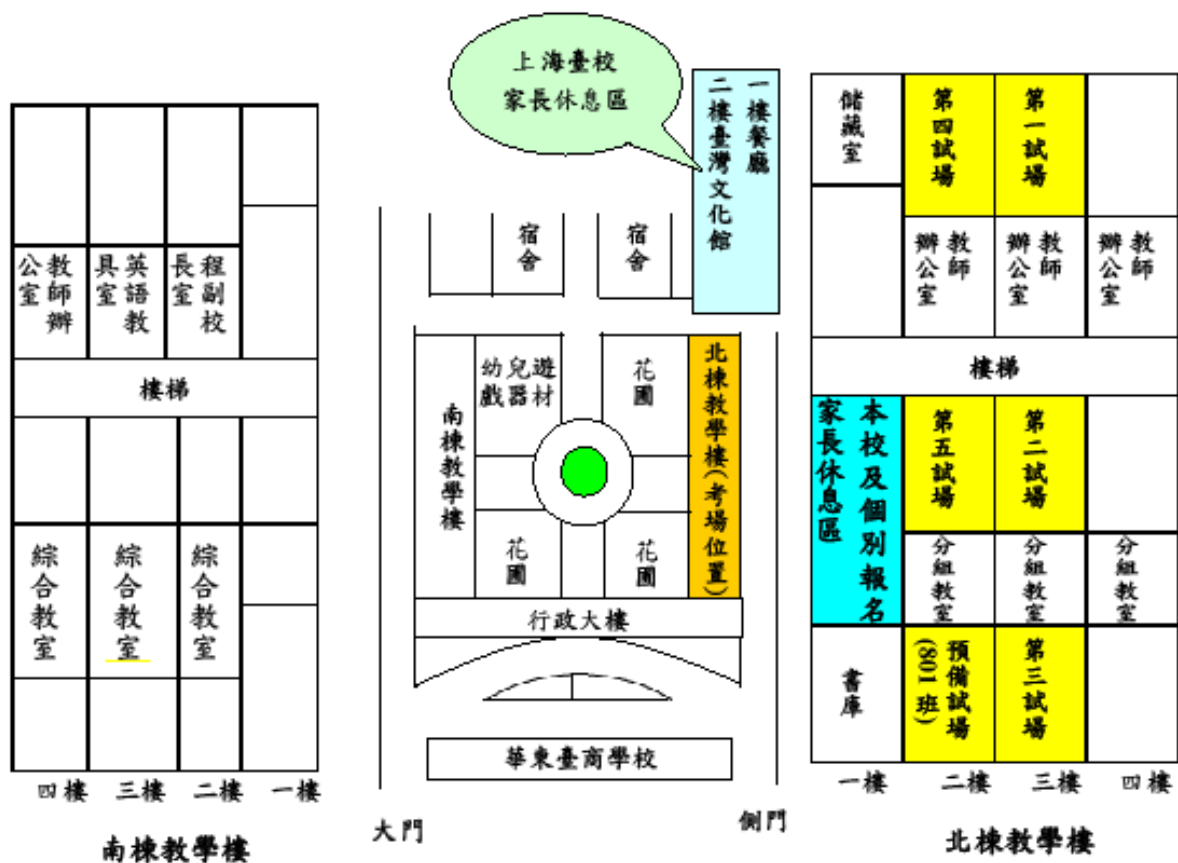 上海臺校
家長休息區
一樓餐廳
二樓臺灣文化館
教師辦
公室
英語教
具室
程副校
長室
樓梯
綜合教室
綜合教室
綜合教室
四樓
三樓
二樓
一樓
南棟教學樓
宿舍
宿舍
南棟教學樓
幼兒遊
戲器材
花圃
北棟教學樓(考場位置)
花圃
花圃
行政大樓
華東臺商學校
大門
側門
儲藏室
第四試場
第一試場
教師
辦公室
教師
辦公室
教師
辦公室
樓梯
本校及個別報名
家長休息區
第五試場
第二試場
分組教室
分組教室
分組教室
書庫
預備試場
(801班)
第三試場
一樓
二樓
三樓
四樓
北棟教學樓